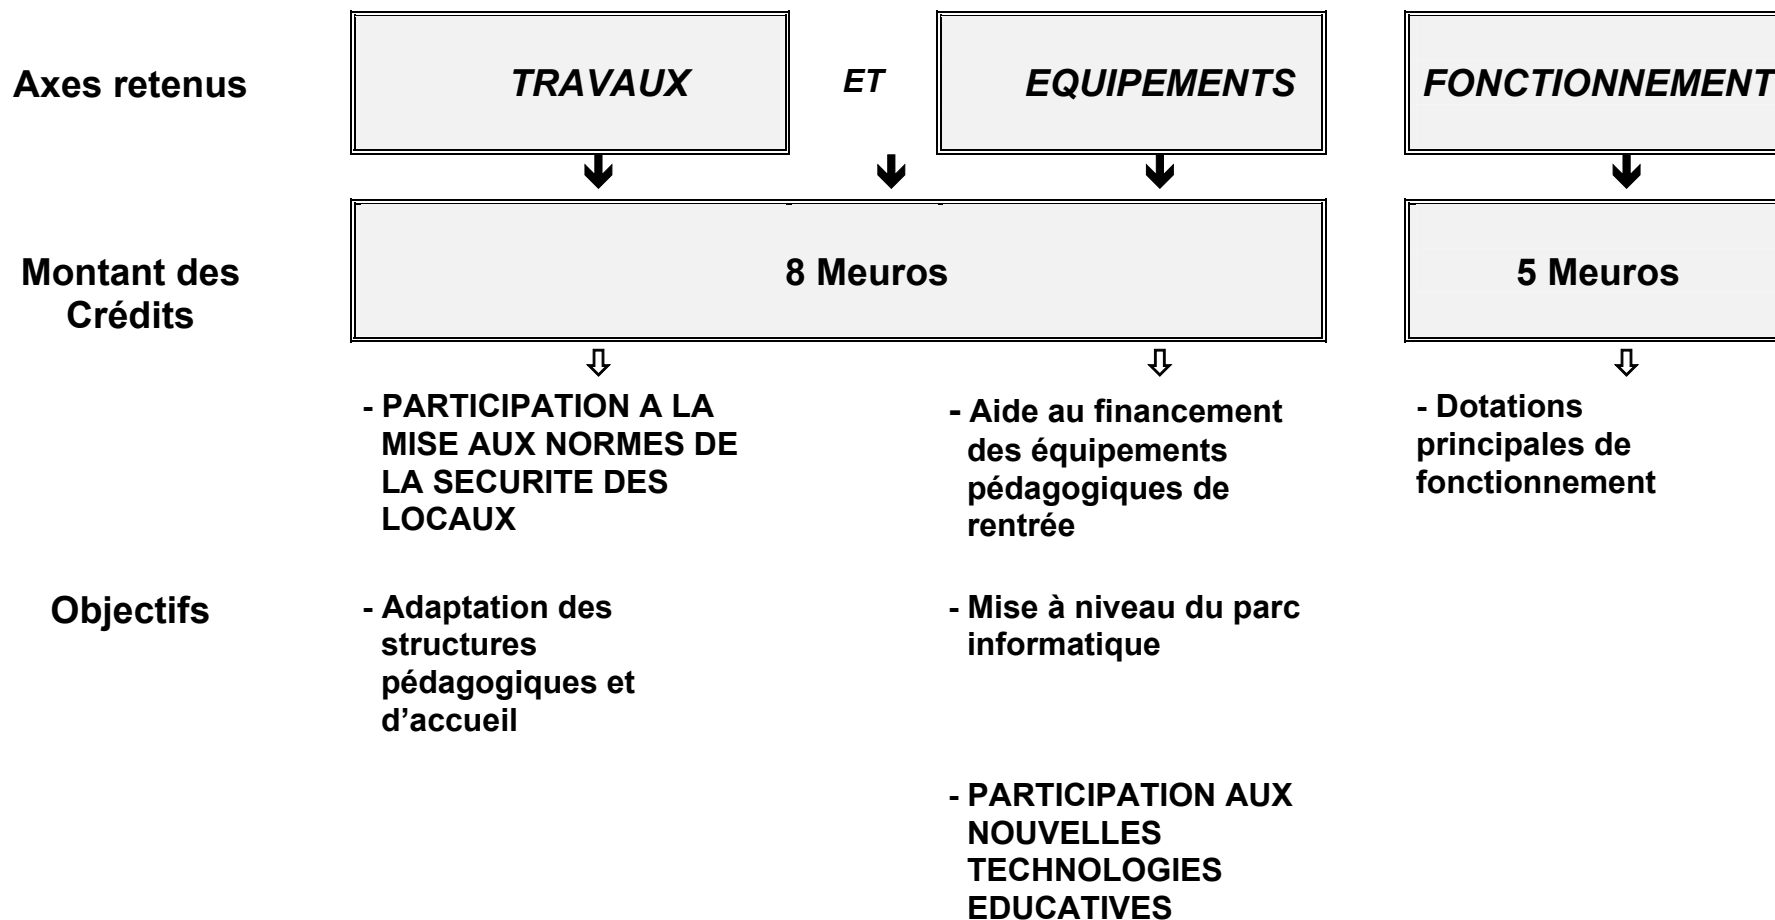 Axes retenus
TRAVAUX
ET
EQUIPEMENTS
FONCTIONNEMENT
Montant des
Crédits
8 Meuros
5 Meuros
- PARTICIPATION A LA
MISE AUX NORMES DE
LA SECURITE DES
LOCAUX
- Aide au financement
des équipements
pédagogiques de
rentrée
- Dotations
principales de
fonctionnement
Objectifs
- Adaptation des
structures
pédagogiques et
d’accueil
- Mise à niveau du parc
informatique
- PARTICIPATION AUX
NOUVELLES
TECHNOLOGIES
EDUCATIVES